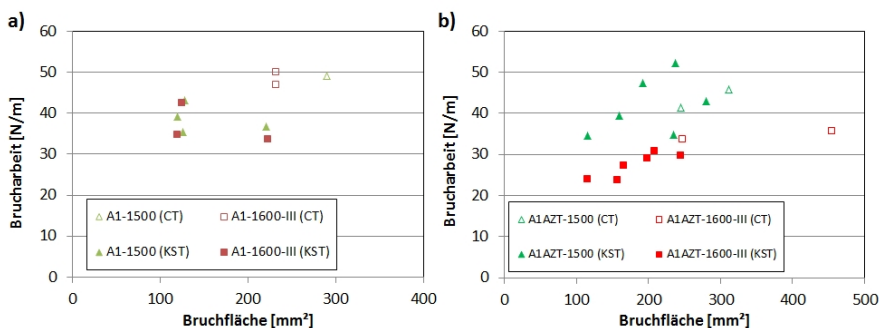 a)
Brucharbeit [N/m]
60
50
40
30
20
10
0
A1-1500 (CT)
A1-1600-III (CT)
A1-1500 (KST)
A1-1600-III (KST)
0 100 200 300 400
Bruchfläche [mm²]
b)
Brucharbeit [N/m]
60
50
40
30
20
10
0
A1AZT-1500 (CT)
A1AZT-1600-III (CT)
A1AZT-1500 (KST)
A1AZT-1600-III (KST)
0 100 200 300 400 500
Bruchfläche [mm²]